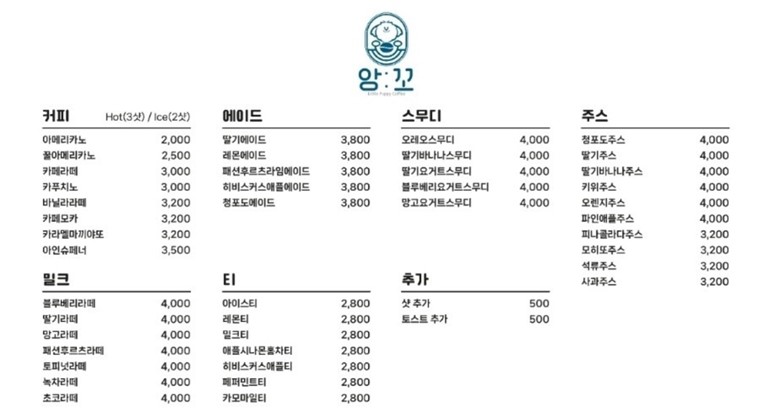 앙:꼬
커피 Hot(3샷) / Ice(2샷)
아메리카노 2,000
꿀아메리카노 2,500
카페라떼 3,000
카푸치노 3,000
바닐라라떼 3,200
카페모카 3,200
카라멜마끼야또 3,200
아인슈페너 3,500
에이드
딸기에이드 3,800
레몬에이드 3,800
패션후르츠라임에이드 3,800
히비스커스애플에이드 3,800
청포도에이드 3,800
스무디
오레오스무디 4,000
딸기바나나스무디 4,000
딸기요거트스무디 4,000
블루베리요거트스무디 4,000
망고요거트스무디 4,000
주스
청포도주스 4,000
딸기주스 4,000
딸기바나나주스 4,000
키위주스 4,000
오렌지주스 4,000
파인애플주스 4,000
피나콜라다주스 3,200
모히또주스 3,200
석류주스 3,200
사과주스 3,200
밀크
블루베리라떼 4,000
딸기라떼 4,000
망고라떼 4,000
패션후르츠라떼 4,000
토피넛라떼 4,000
녹차라떼 4,000
초코라떼 4,000
티
아이스티 2,800
레몬티 2,800
밀크티 2,800
애플시나몬홍차티 2,800
히비스커스애플티 2,800
페퍼민트티 2,800
카모마일티 2,800
추가
샷 추가 500
토스트 추가 500